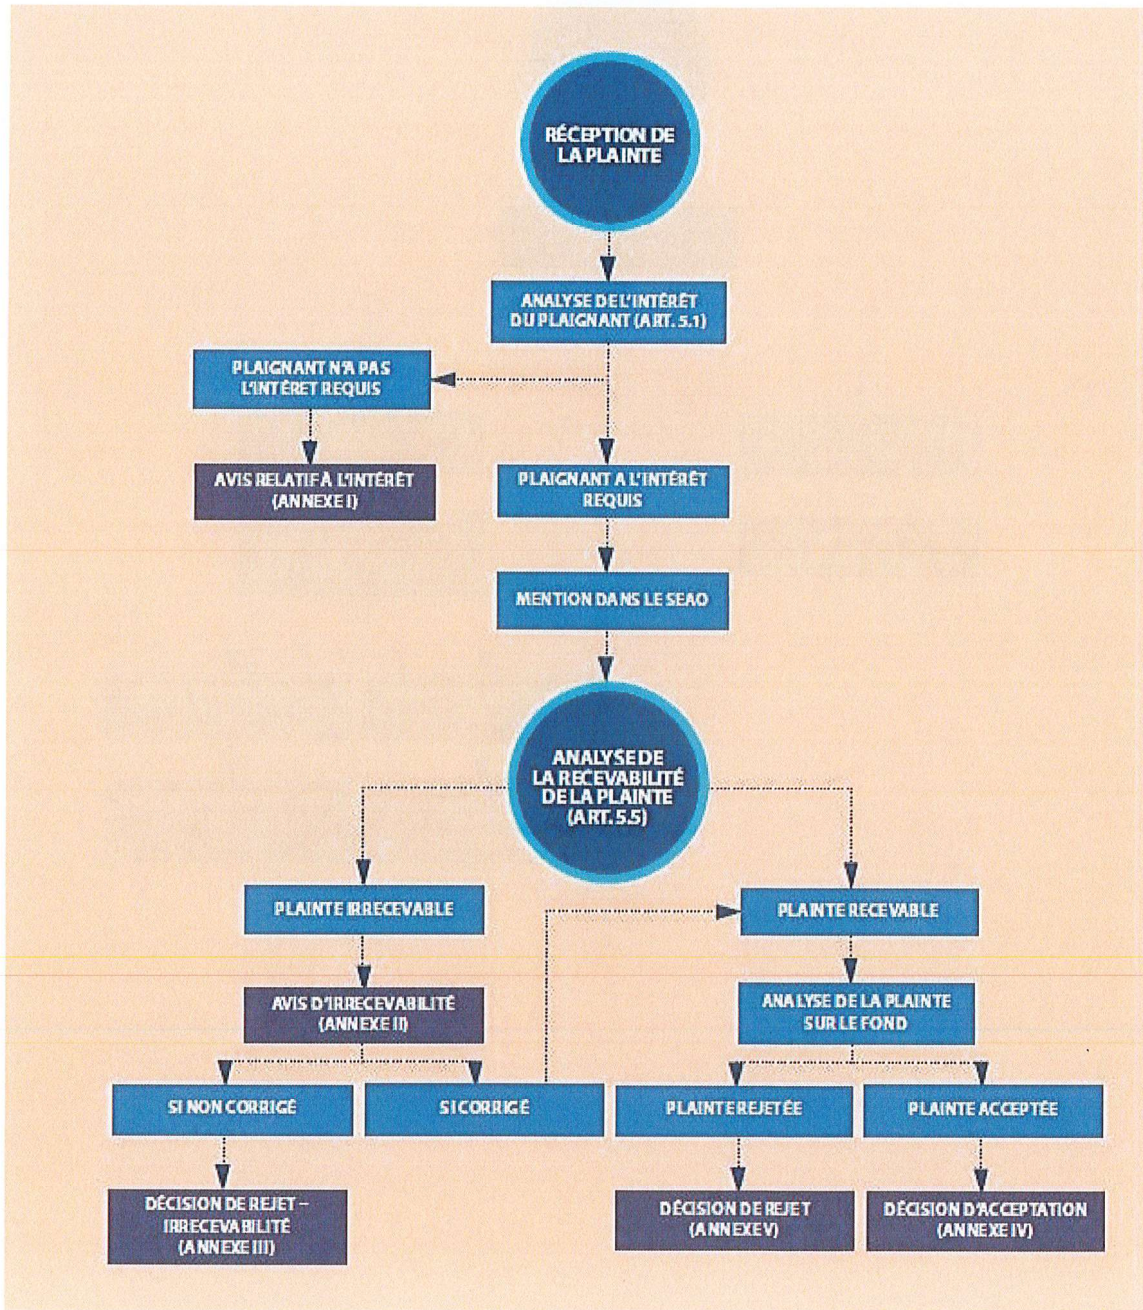 RÉCEPTION DE
LA PLAINTE
ANALYSE DE L'INTÉRÊT
DU PLAIGNANT (ART. 5.1)
PLAIGNANT N'A PAS
L'INTÉRET REQUIS
AVIS RELATIF À L'INTÉRÊT
(ANNEXE I)
PLAIGNANT A L'INTÉRÊT
REQUIS
MENTION DANS LE SEAO
ANALYSE DE
LA RECEVABILITÉ
DE LA PLAINTE
(ART. 5.5)
PLAINTE IRRECEVABLE
PLAINTE RECEVABLE
AVIS D'IRRECEVABILITÉ
(ANNEXE II)
ANALYSE DE LA PLAINTE
SUR LE FOND
SI NON CORRIGÉ
SI CORRIGÉ
PLAINTE REJETÉE
PLAINTE ACCEPTÉE
DÉCISION DE REJET –
IRRECEVABILITÉ
(ANNEXE III)
DÉCISION DE REJET
(ANNEXE V)
DÉCISION D'ACCEPTATION
(ANNEXE IV)